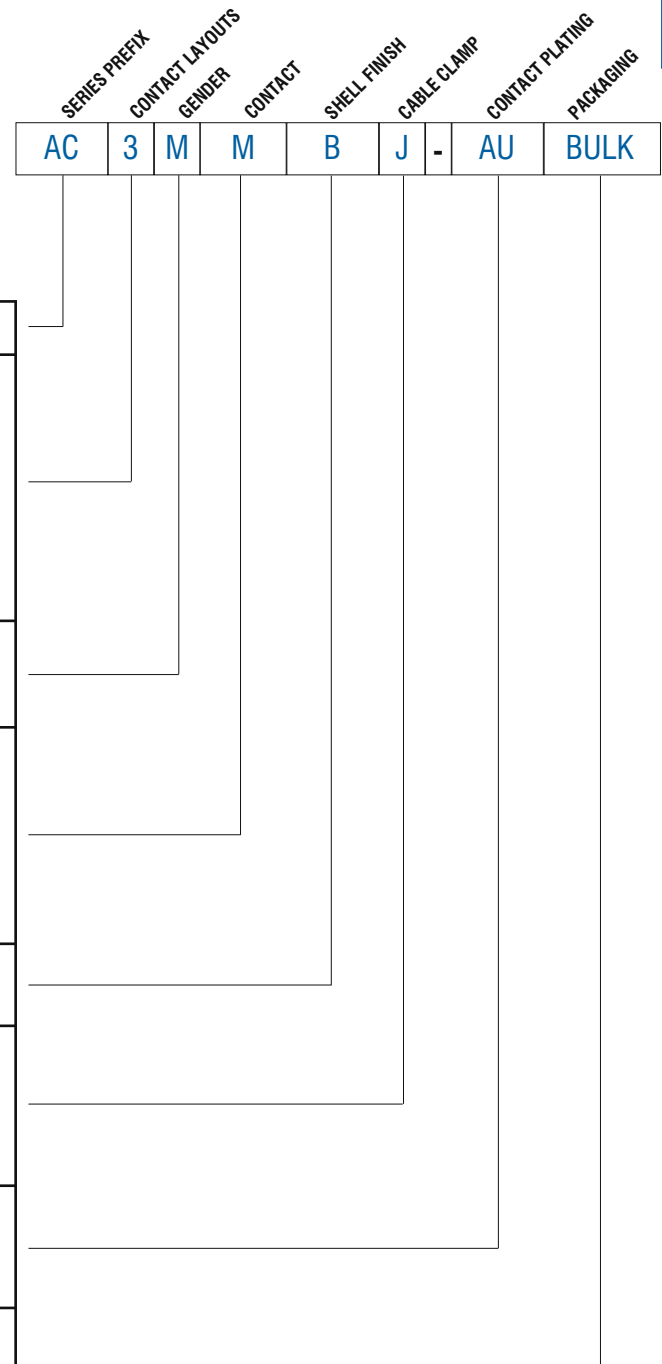 SERIES PREFIX
CONTACT LAYOUTS
GENDER
CONTACT
SHELL FINISH
CABLE CLAMP
CONTACT PLATING
PACKAGING
AC 3 M M B J - AU BULK